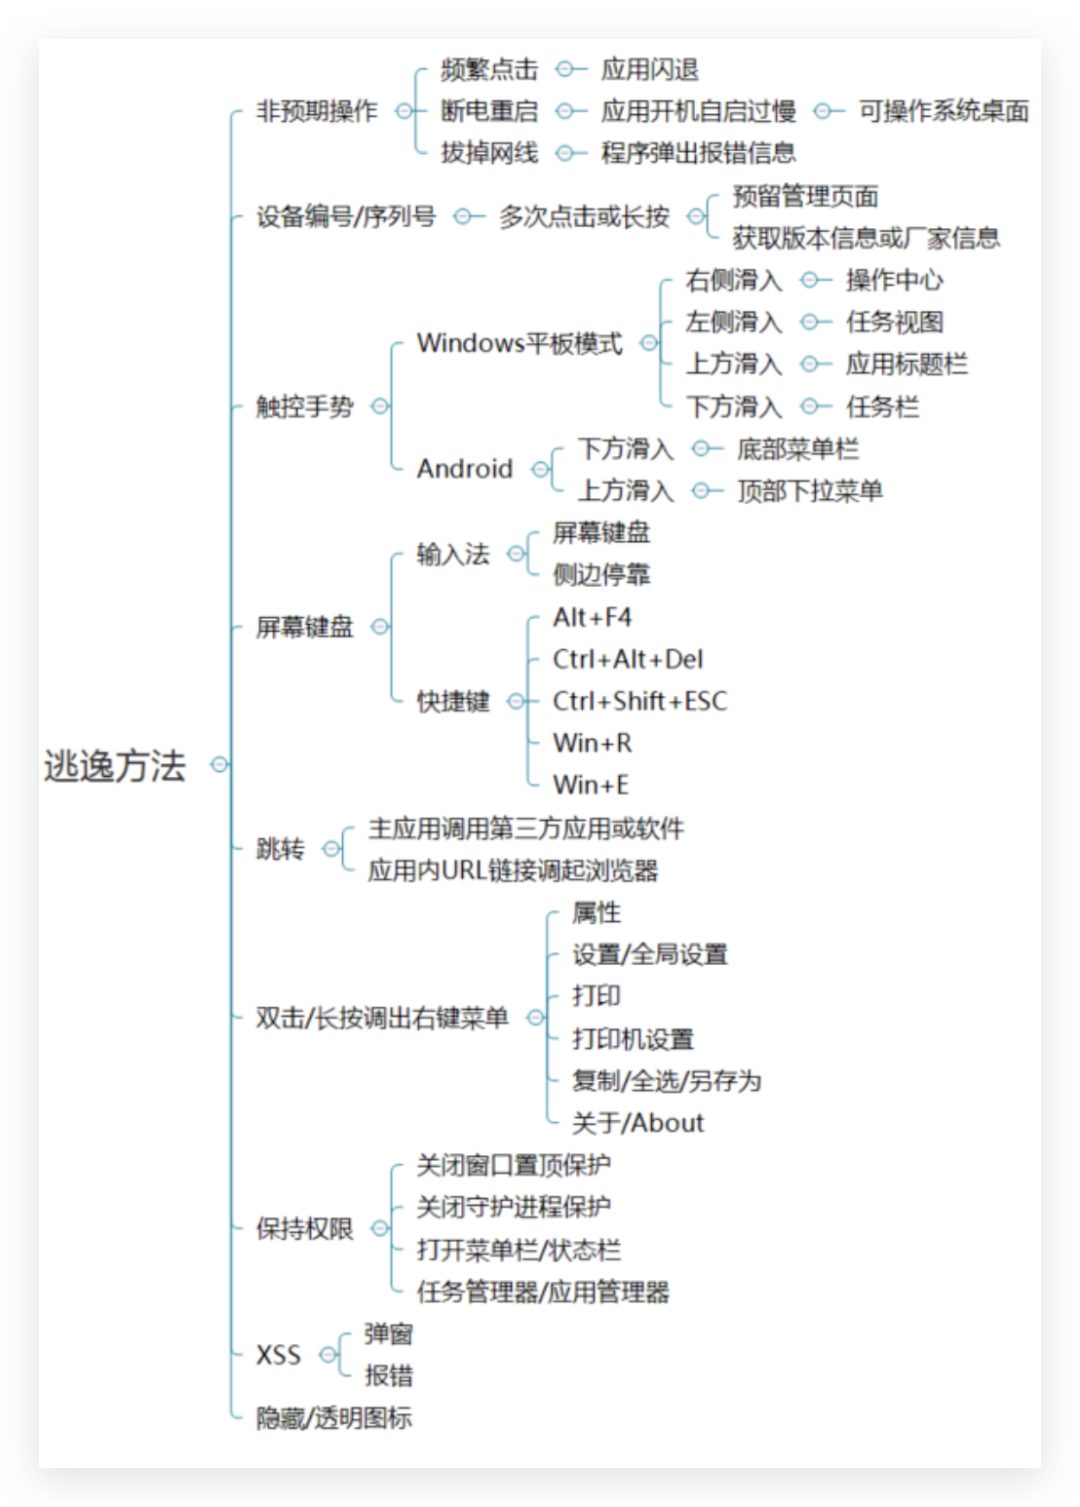 频繁点击
应用闪退
非预期操作
断电重启
应用开机自启过慢
可操作系统桌面
拔掉网线
程序弹出报错信息
设备编号/序列号
多次点击或长按
预留管理页面
获取版本信息或厂家信息
触控手势
Windows平板模式
右侧滑入
操作中心
左侧滑入
任务视图
上方滑入
应用标题栏
下方滑入
任务栏
Android
下方滑入
底部菜单栏
上方滑入
顶部下拉菜单
屏幕键盘
输入法
屏幕键盘
侧边停靠
快捷键
Alt+F4
Ctrl+Alt+Del
Ctrl+Shift+ESC
Win+R
Win+E
逃逸方法
跳转
主应用调用第三方应用或软件
应用内URL链接调起浏览器
双击/长按调出右键菜单
属性
设置/全局设置
打印
打印机设置
复制/全选/另存为
关于/About
保持权限
关闭窗口置顶保护
关闭守护进程保护
打开菜单栏/状态栏
任务管理器/应用管理器
XSS
弹窗
报错
隐藏/透明图标